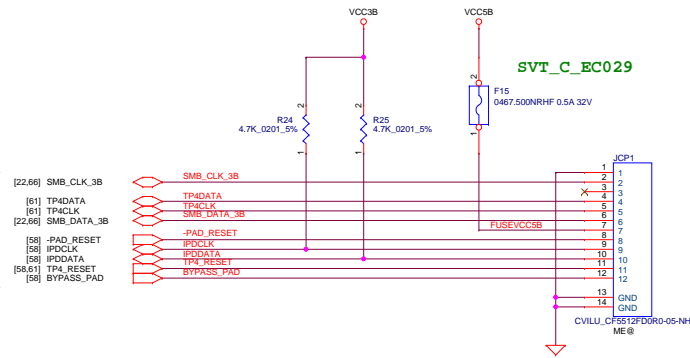 VCC3B VCC5B
SVT_C_EC029
2 F15
0467.500NRHF 0.5A 32V
1
2 2
R24 R25
4.7K_0201_5% 4.7K_0201_5%
1 1
JCP1
1 1
[22,66] SMB_CLK_3B SMB_CLK_3B 2 2
3 3
[61] TP4DATA TP4DATA 4 4
[61] TP4CLK TP4CLK 5 5
[22,66] SMB_DATA_3B SMB_DATA_3B 6 6
FUSEVCC5B 7 7
[58] -PAD_RESET -PAD_RESET 8 8
[58] IPDCLK IPDCLK 9 9
[58] IPDDATA IPDDATA 10 10
[58,61] TP4_RESET TP4_RESET 11 11
[58] BYPASS_PAD BYPASS_PAD 12 12
13 GND
14 GND
CVILU_CF5512FD0R0-05-NH
ME@